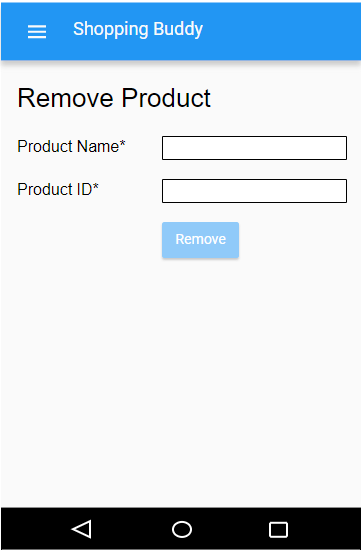 Shopping Buddy
Remove Product
Product Name*
Product ID*
Remove